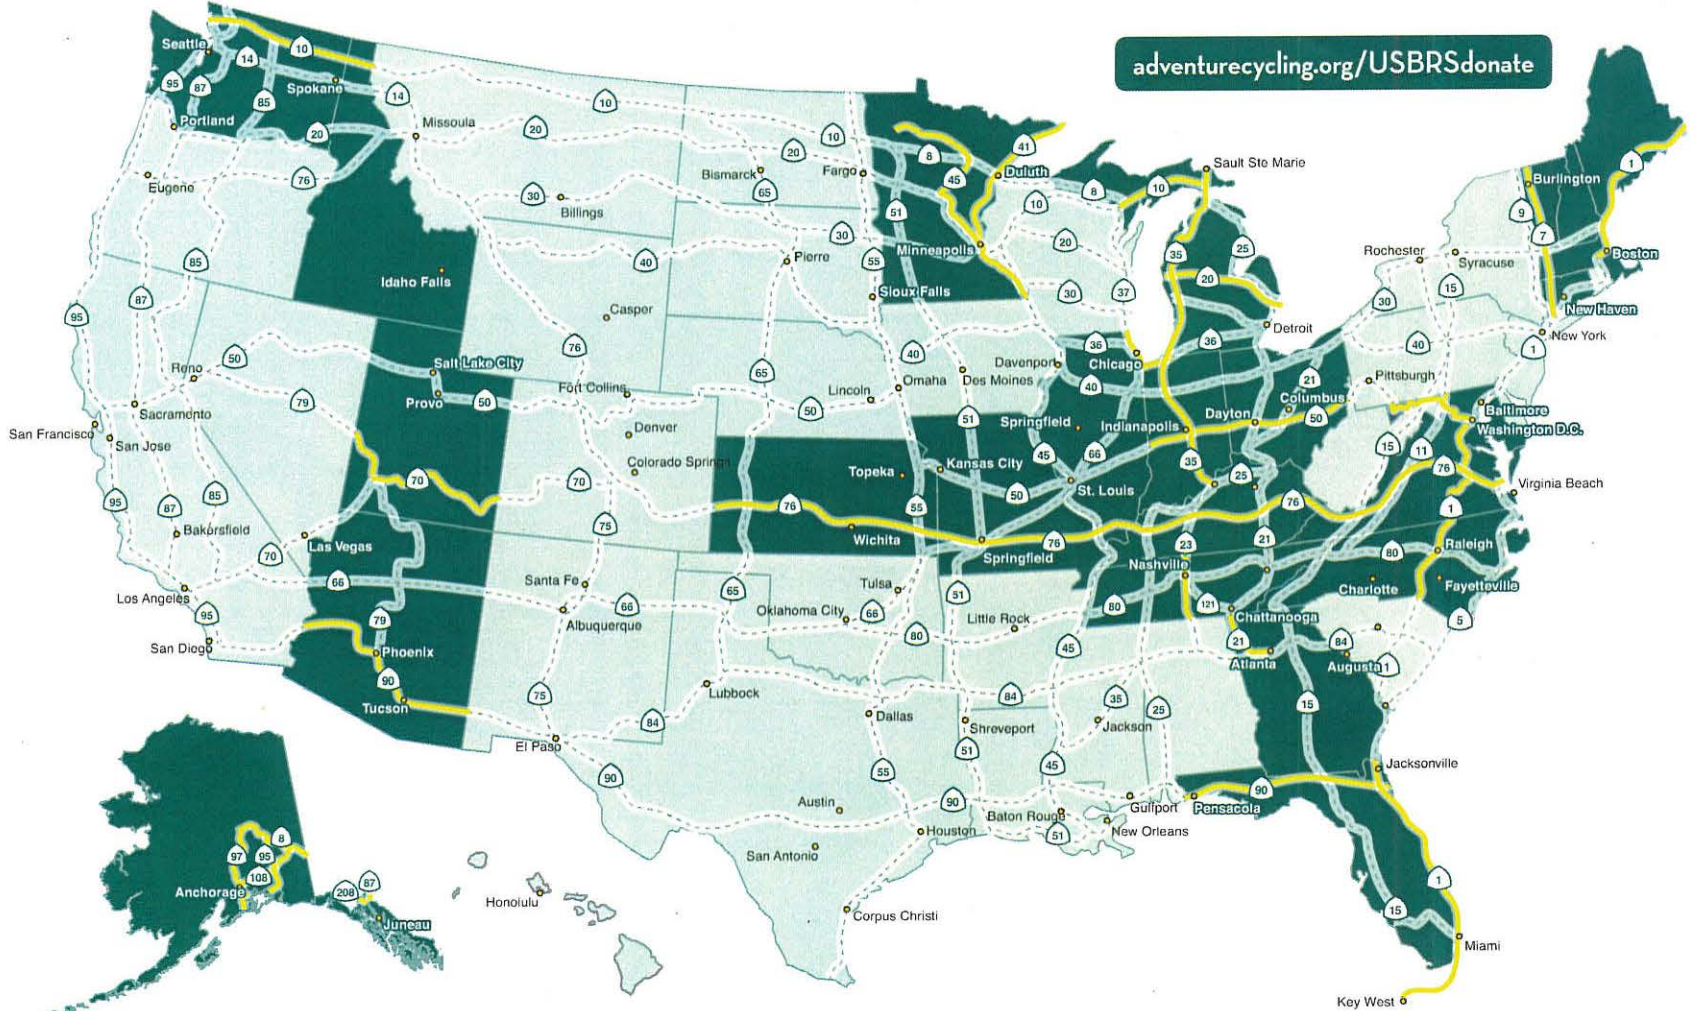 adventurecycling.org/USBRSdonate
Seattle
10
14
95
87
85
Spokane
14
10
Portland
20
Missoula
20
10
20
8
41
Duluth
8
10
Sault Ste Marie
1
Burlington
Eugene
76
30
Billings
Bismarck
65
Fargo
45
51
10
20
9
7
85
Idaho Falls
40
Pierre
30
55
Minneapolis
35
25
20
Rochester
Syracuse
Boston
87
95
Casper
Sioux Falls
30
37
30
15
New Haven
New York
Detroit
76
50
Reno
Salt Lake City
Provo
50
Fort Collins
65
40
Davenport
36
Chicago
36
40
1
79
Sacramento
San Francisco
San Jose
Denver
Colorado Springs
Lincoln
50
Omaha
Des Moines
51
40
Springfield
Indianapolis
Dayton
21
Columbus
50
Pittsburgh
Baltimore
Washington D.C.
95
87
85
70
70
Topeka
Kansas City
45
66
35
25
15
11
76
Virginia Beach
Bakersfield
Las Vegas
75
76
Wichita
55
50
St. Louis
76
1
70
66
Springfield
76
23
21
80
Raleigh
Los Angeles
95
79
Santa Fe
66
Albuquerque
65
Tulsa
Oklahoma City
66
80
51
Little Rock
80
Nashville
121
Chattanooga
Charlotte
Fayetteville
5
San Diego
Phoenix
90
Tucson
75
84
Lubbock
45
21
Atlanta
84
Augusta
1
El Paso
90
Dallas
84
Shreveport
35
Jackson
25
15
55
51
45
Jacksonville
Austin
90
Baton Rouge
Gulfport
Pensacola
90
San Antonio
Houston
51
New Orleans
97
95
8
108
Anchorage
208
87
Juneau
Honolulu
Corpus Christi
15
1
Miami
Key West